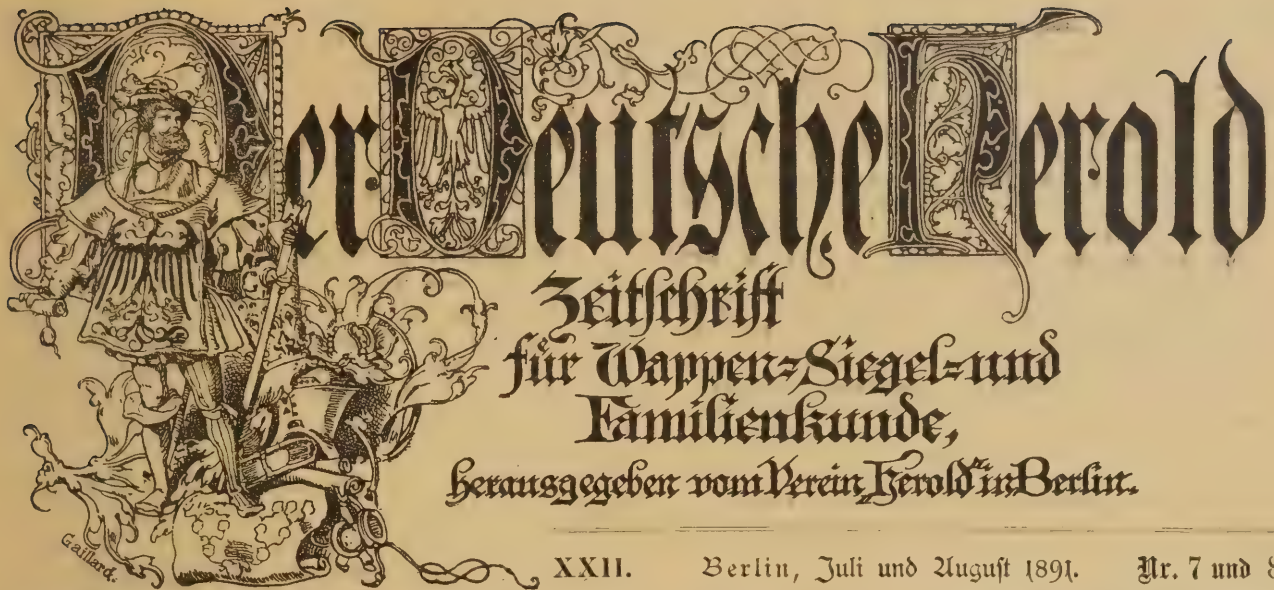 Der Deutsche Herold
Zeitschrift
für Wappen-Siegel-und
Familienkunde,
herausgegeben vom Verein „Herold“ in Berlin.
Gaillard.
XXII. Berlin, Juli und August 1891. Nr. 7 und 8